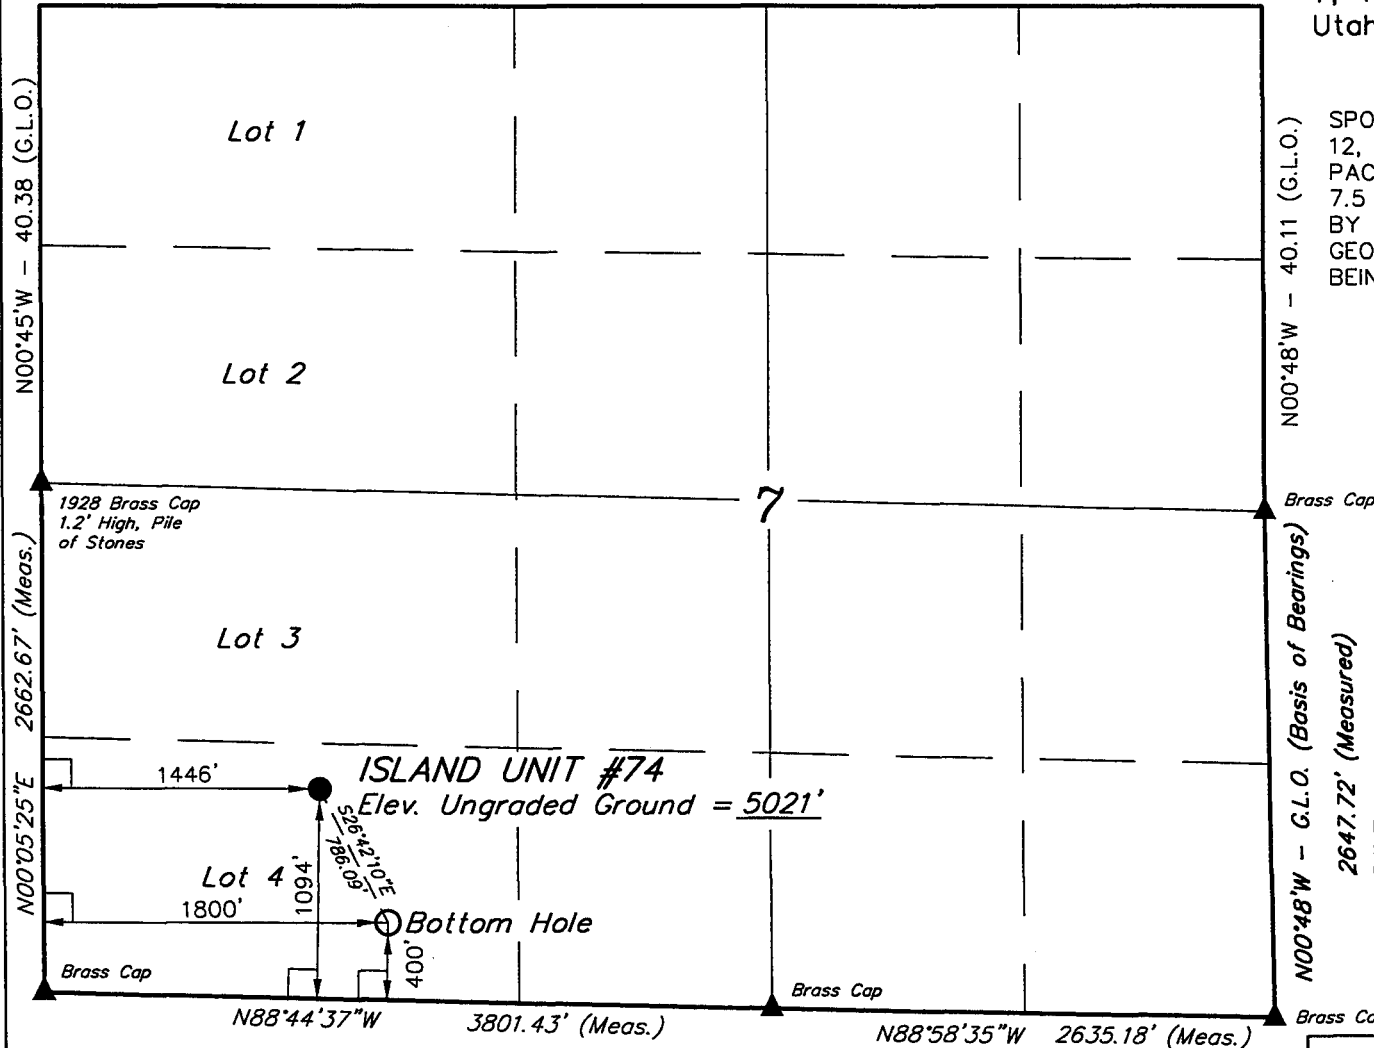 Utah
N00°45'W - 40.38 (G.L.O.)
Lot 1
N00°48'W - 40.11 (G.L.O.)
SPO
12,
PAC
7.5
BY
GEO
BEIN
Lot 2
1928 Brass Cap
1.2' High, Pile
of Stones
7
Brass Cap
N00°05'25"E 2662.67' (Meas.)
Lot 3
N00°48'W - G.L.O. (Basis of Bearings)
2647.72' (Measured)
1446'
ISLAND UNIT #74
Elev. Ungraded Ground = 5021'
S26°42'10"E
786.09'
Lot 4
1094'
1800'
Bottom Hole
400'
Brass Cap
Brass Cap
Brass Ca
N88°44'37"W 3801.43' (Meas.)
N88°58'35"W 2635.18' (Meas.)